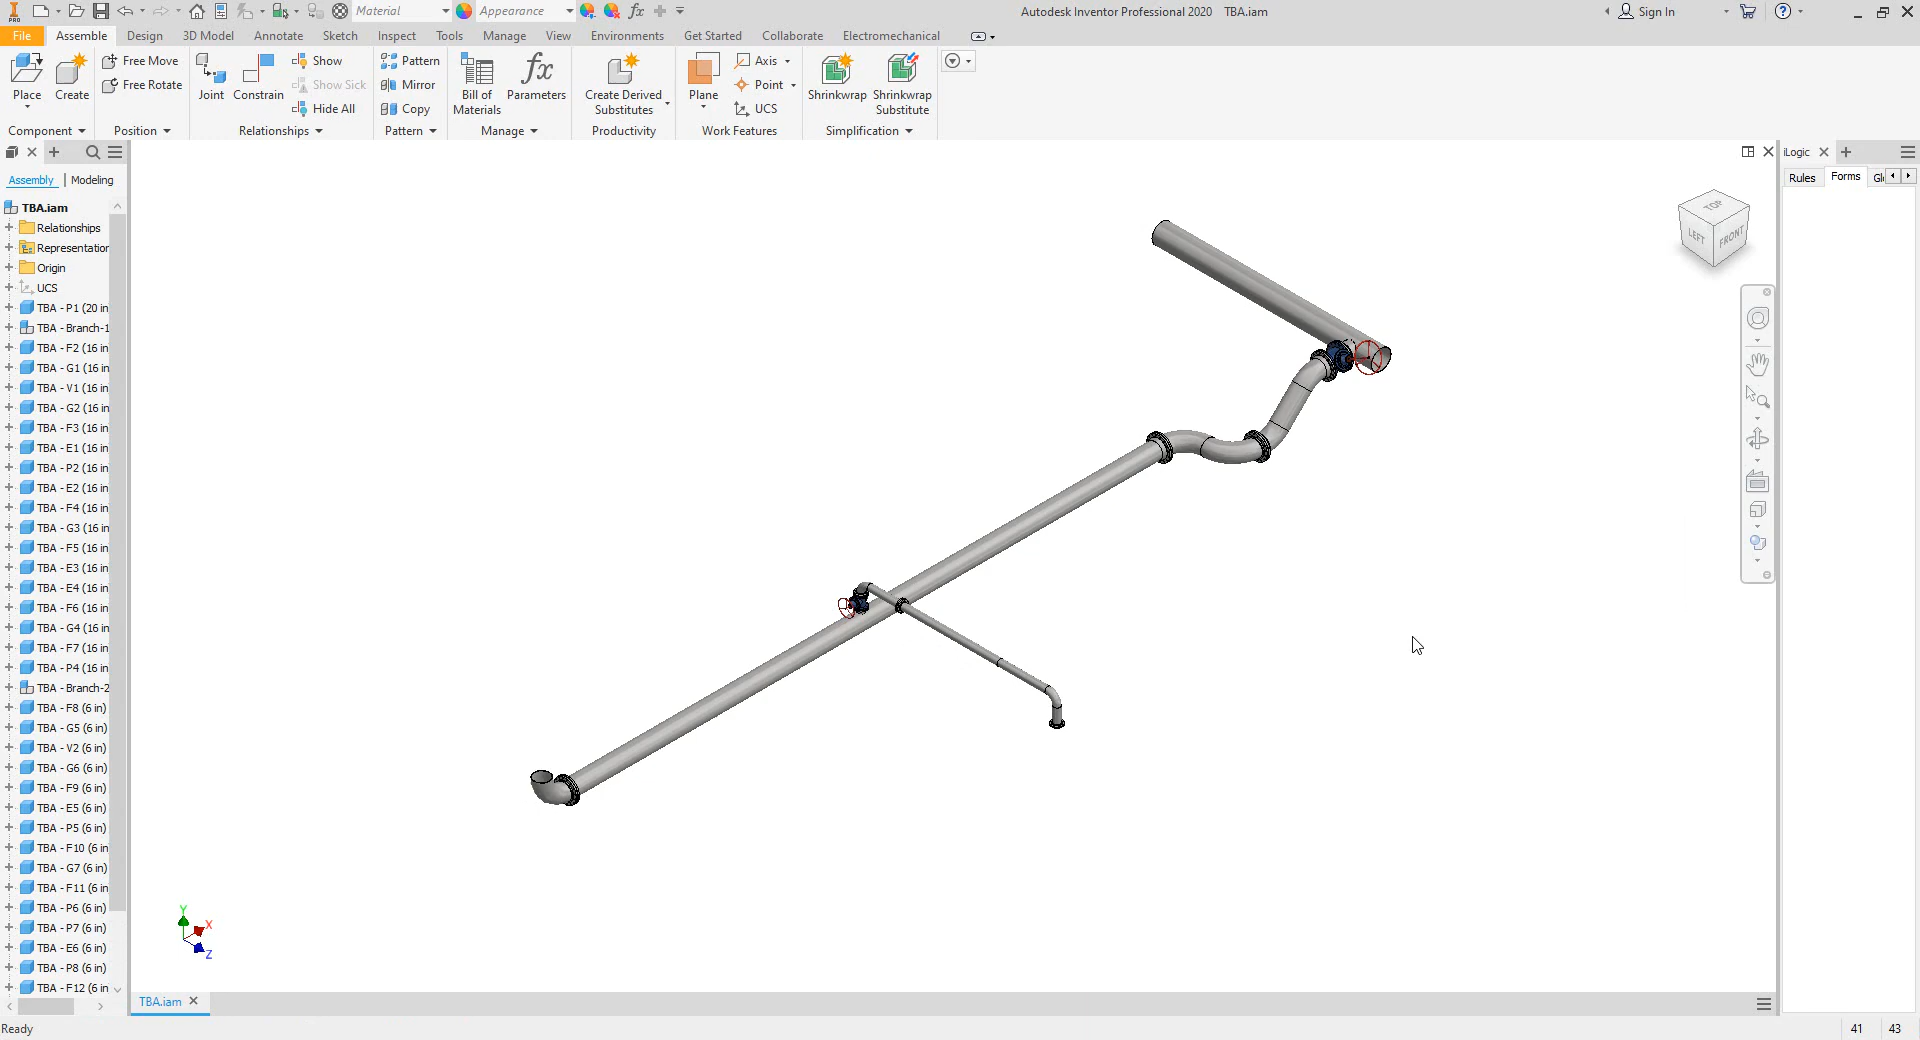 Material
Appearance
Autodesk Inventor Professional 2020 TBA.iam
Sign In
File Assemble Design 3D Model Annotate Sketch Inspect Tools Manage View Environments Get Started Collaborate Electromechanical
Place
Create
Free Move
Free Rotate
Joint
Constrain
Show
Show Sick
Hide All
Pattern
Mirror
Copy
Bill of
Materials
Parameters
Create Derived
Substitutes
Plane
Axis
Point
UCS
Shrinkwrap
Shrinkwrap
Substitute
Component Position Relationships Pattern Manage Productivity Work Features Simplification
Assembly | Modeling
TBA.iam
Relationships
Representation
Origin
UCS
TBA - P1 (20 in
TBA - Branch-1
TBA - F2 (16 in
TBA - G1 (16 in
TBA - V1 (16 in
TBA - G2 (16 in
TBA - F3 (16 in
TBA - E1 (16 in
TBA - P2 (16 in
TBA - E2 (16 in
TBA - F4 (16 in
TBA - G3 (16 in
TBA - F5 (16 in
TBA - E3 (16 in
TBA - E4 (16 in
TBA - F6 (16 in
TBA - G4 (16 in
TBA - F7 (16 in
TBA - P4 (16 in
TBA - Branch-2
TBA - F8 (6 in)
TBA - G5 (6 in)
TBA - V2 (6 in)
TBA - G6 (6 in)
TBA - F9 (6 in)
TBA - E5 (6 in)
TBA - P5 (6 in)
TBA - F10 (6 in
TBA - G7 (6 in)
TBA - F11 (6 in
TBA - P6 (6 in)
TBA - P7 (6 in)
TBA - E6 (6 in)
TBA - P8 (6 in)
TBA - F12 (6 in
TOP
LEFT FRONT
iLogic
Rules Forms Gl
Y
X
Z
TBA.iam
Ready
41 43